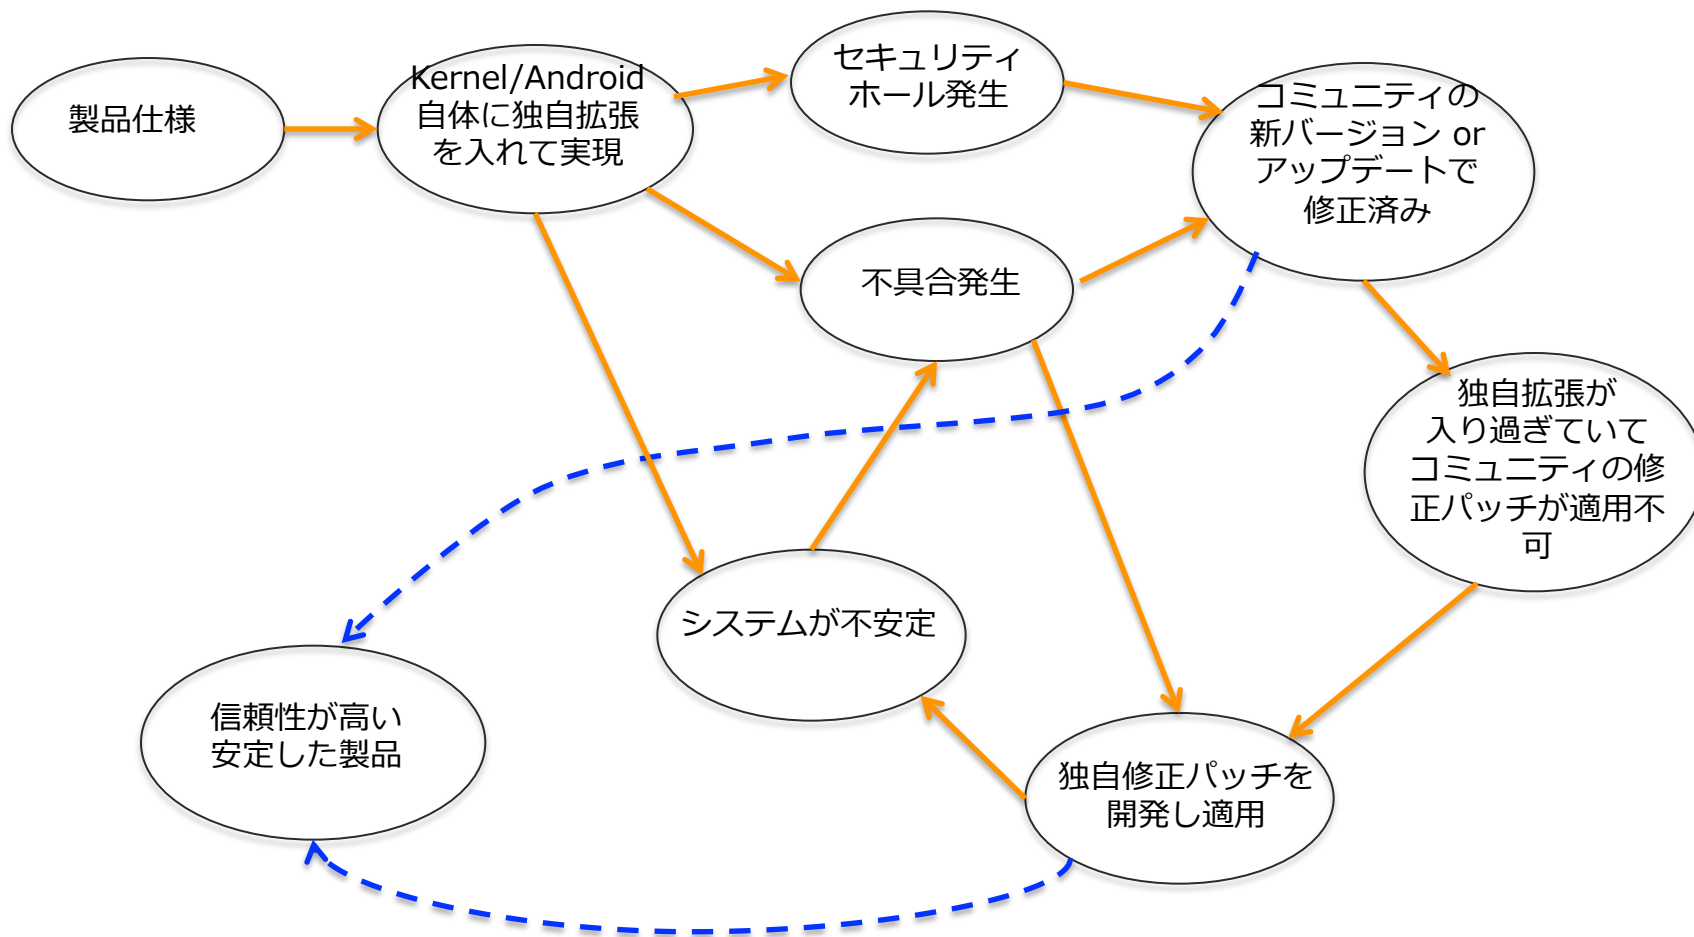 製品仕様
Kernel/Android
自体に独自拡張
を入れて実現
セキュリティ
ホール発生
コミュニティの
新バージョン or
アップデートで
修正済み
不具合発生
独自拡張が
入り過ぎていて
コミュニティの修
正パッチが適用不
可
システムが不安定
信頼性が高い
安定した製品
独自修正パッチを
開発し適用